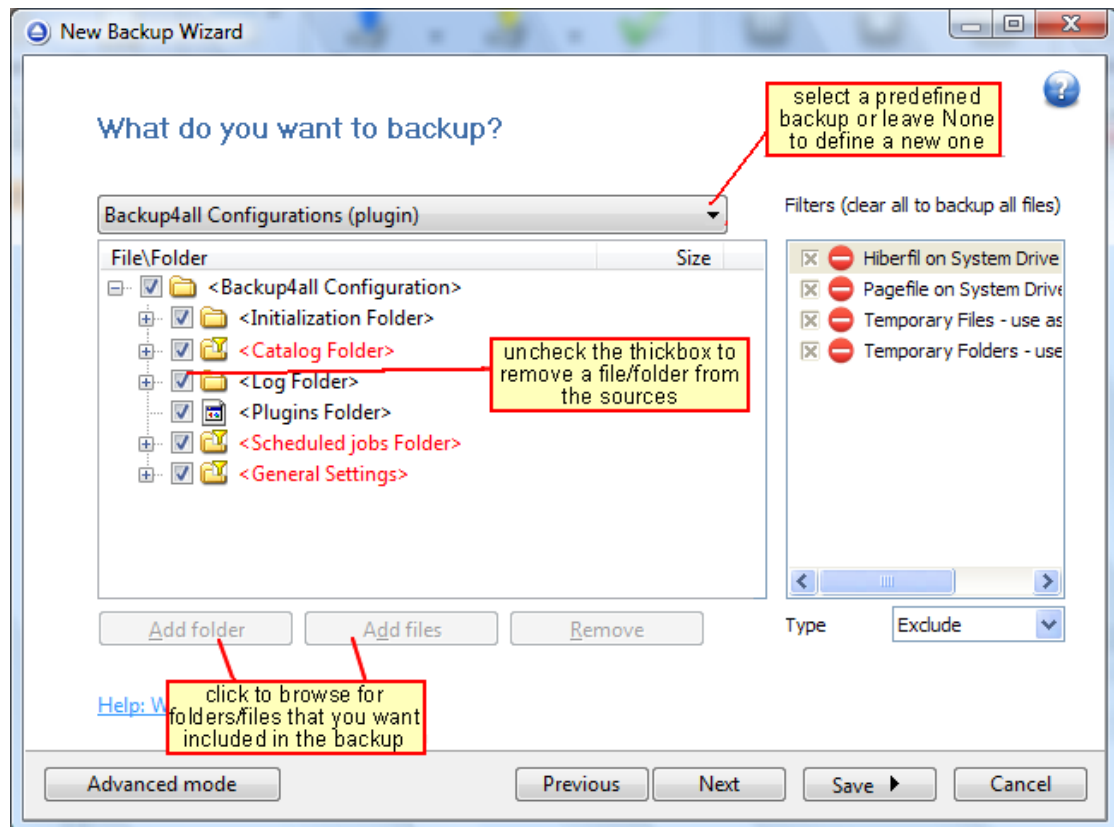 New Backup Wizard
select a predefined
backup or leave None
to define a new one
What do you want to backup?
Backup4all Configurations (plugin)
Filters (clear all to backup all files)
File\Folder Size
<Backup4all Configuration>
<Initialization Folder>
<Catalog Folder>
<Log Folder>
<Plugins Folder>
<Scheduled jobs Folder>
<General Settings>
uncheck the thickbox to
remove a file/folder from
the sources
Hiberfil on System Drive
Pagefile on System Drive
Temporary Files - use as
Temporary Folders - use
Add folder Add files Remove
Type Exclude
Help: W
click to browse for
folders/files that you want
included in the backup
Advanced mode Previous Next Save Cancel